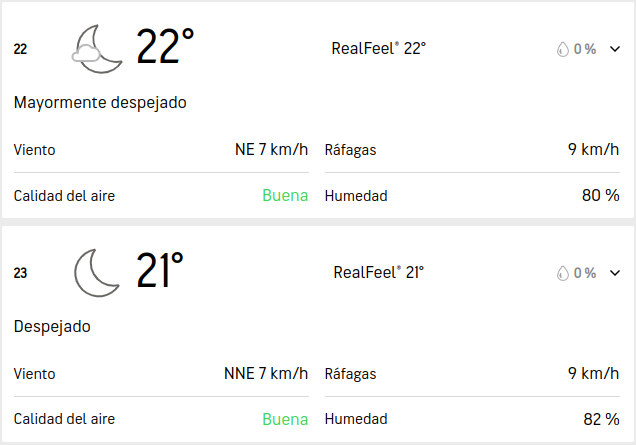 22 22° RealFeel® 22° 0 %
Mayormente despejado
Viento NE 7 km/h Ráfagas 9 km/h
Calidad del aire Buena Humedad 80 %
23 21° RealFeel® 21° 0 %
Despejado
Viento NNE 7 km/h Ráfagas 9 km/h
Calidad del aire Buena Humedad 82 %